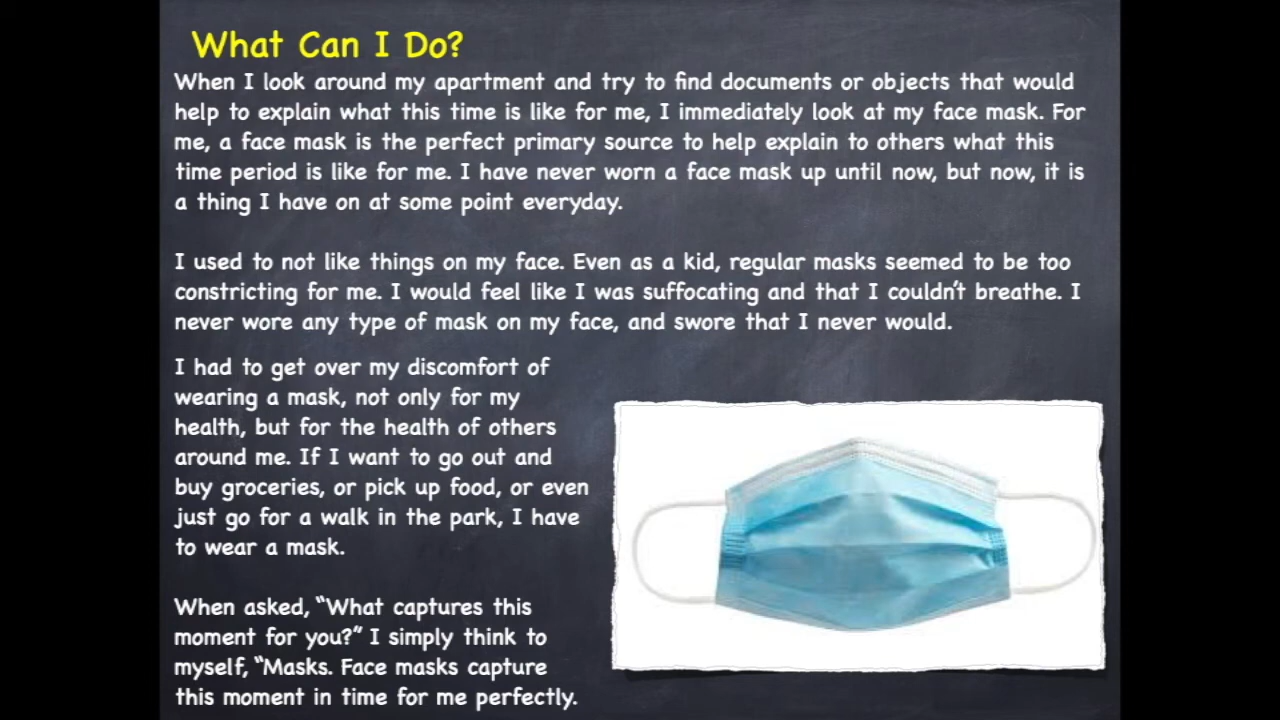 What Can I Do?
When I look around my apartment and try to find documents or objects that would
help to explain what this time is like for me, I immediately look at my face mask. For
me, a face mask is the perfect primary source to help explain to others what this
time period is like for me. I have never worn a face mask up until now, but now, it is
a thing I have on at some point everyday.
I used to not like things on my face. Even as a kid, regular masks seemed to be too
constricting for me. I would feel like I was suffocating and that I couldn't breathe. I
never wore any type of mask on my face, and swore that I never would.
I had to get over my discomfort of
wearing a mask, not only for my
health, but for the health of others
around me. If I want to go out and
buy groceries, or pick up food, or even
just go for a walk in the park, I have
to wear a mask.
When asked, "What captures this
moment for you?" I simply think to
myself, "Masks. Face masks capture
this moment in time for me perfectly.